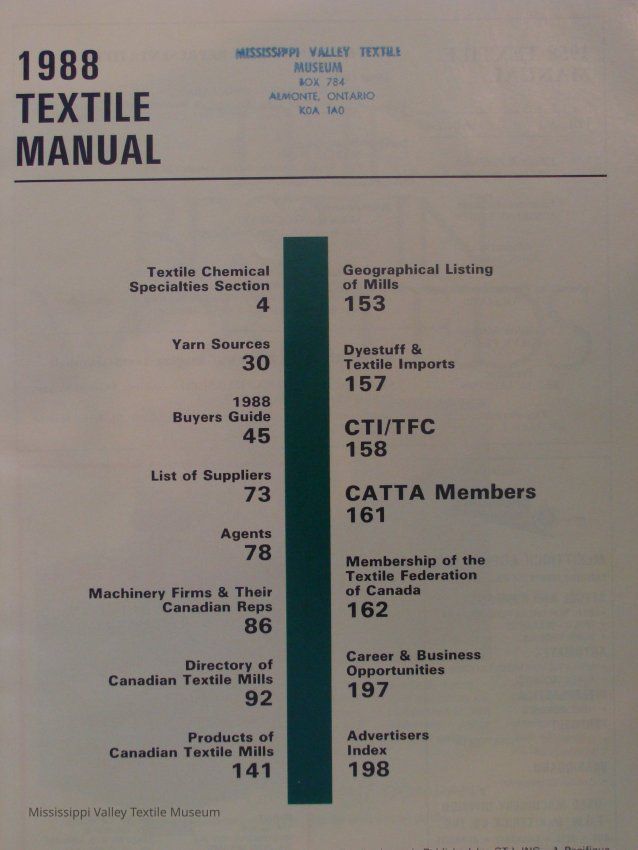 1988
TEXTILE
MANUAL
MISSISSIPPI VALLEY TEXTILE
MUSEUM
BOX 784
ALMONTE, ONTARIO
K0A 1A0
Textile Chemical
Specialties Section
4
Yarn Sources
30
1988
Buyers Guide
45
List of Suppliers
73
Agents
78
Machinery Firms & Their
Canadian Reps
86
Directory of
Canadian Textile Mills
92
Products of
Canadian Textile Mills
141
Geographical Listing
of Mills
153
Dyestuff &
Textile Imports
157
CTI/TFC
158
CATTA Members
161
Membership of the
Textile Federation
of Canada
162
Career & Business
Opportunities
197
Advertisers
Index
198
Mississippi Valley Textile Museum